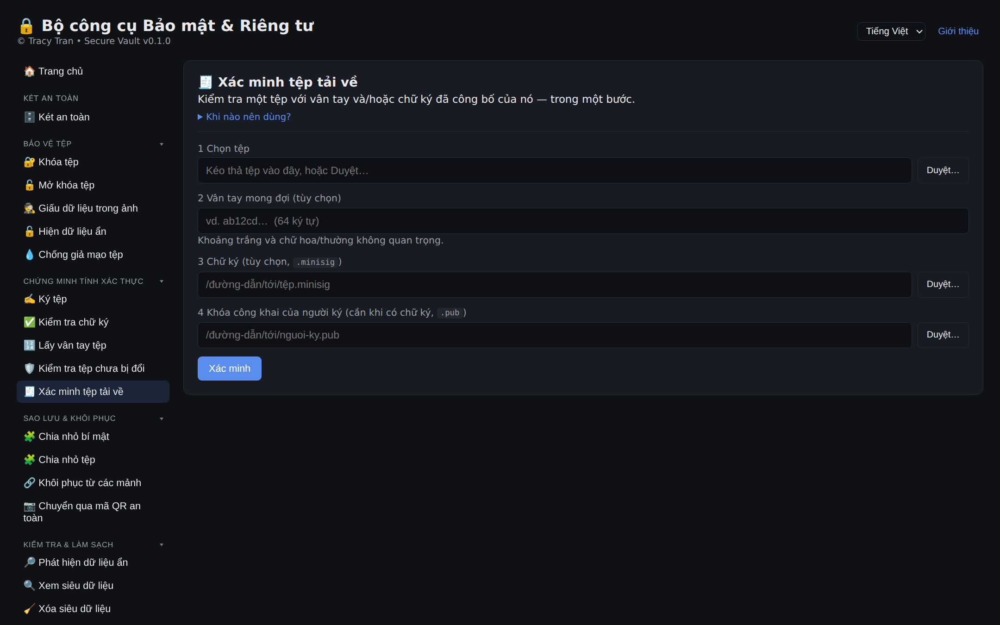 🔒 Bộ công cụ Bảo mật & Riêng tư
© Tracy Tran • Secure Vault v0.1.0
Tiếng Việt
Giới thiệu
🏠 Trang chủ
KÉT AN TOÀN
🗄️ Két an toàn
BẢO VỆ TỆP
🔐 Khóa tệp
🔓 Mở khóa tệp
🕵️ Giấu dữ liệu trong ảnh
🔓 Hiện dữ liệu ẩn
💧 Chống giả mạo tệp
CHỨNG MINH TÍNH XÁC THỰC
✍️ Ký tệp
✅ Kiểm tra chữ ký
🔢 Lấy vân tay tệp
🛡️ Kiểm tra tệp chưa bị đổi
🧾 Xác minh tệp tải về
SAO LƯU & KHÔI PHỤC
🧩 Chia nhỏ bí mật
🧩 Chia nhỏ tệp
🔗 Khôi phục từ các mảnh
📷 Chuyển qua mã QR an
toàn
KIỂM TRA & LÀM SẠCH
🔎 Phát hiện dữ liệu ẩn
🔍 Xem siêu dữ liệu
🧹 Xóa siêu dữ liệu
🧾 Xác minh tệp tải về
Kiểm tra một tệp với vân tay và/hoặc chữ ký đã công bố của nó — trong một bước.
▶ Khi nào nên dùng?
1 Chọn tệp
Kéo thả tệp vào đây, hoặc Duyệt…
Duyệt…
2 Vân tay mong đợi (tùy chọn)
vd. ab12cd… (64 ký tự)
Khoảng trắng và chữ hoa/thường không quan trọng.
3 Chữ ký (tùy chọn, .minisig)
/đường-dẫn/tới/tệp.minisig
Duyệt…
4 Khóa công khai của người ký (cần khi có chữ ký, .pub)
/đường-dẫn/tới/nguoi-ky.pub
Duyệt…
Xác minh